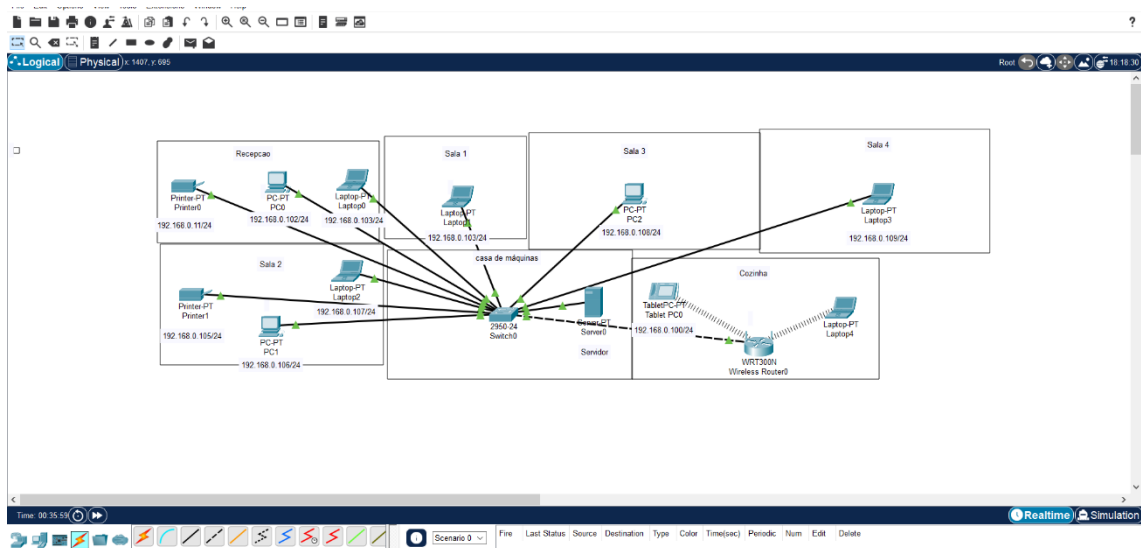 ?
Logical
Physical
x: 1407, y: 695
Root
18:18:30
Recepcao
Printer-PT
Printer0
192.168.0.11/24
PC-PT
PC0
192.168.0.102/24
Laptop-PT
Laptop0
192.168.0.103/24
Sala 1
Laptop-PT
192.168.0.103/24
Sala 3
PC-PT
PC2
192.168.0.108/24
Sala 4
Laptop-PT
Laptop3
192.168.0.109/24
Sala 2
Laptop-PT
Laptop2
192.168.0.107/24
Printer-PT
Printer1
192.168.0.105/24
PC-PT
PC1
192.168.0.106/24
casa de máquinas
2950-24
Switch0
Server-PT
Server0
Servidor
192.168.0.100/24
Cozinha
TabletPC-PT
Tablet PC0
Laptop-PT
Laptop4
WRT300N
Wireless Router0
Time: 00:35:59
Realtime
Simulation
Scenario 0
Fire Last Status Source Destination Type Color Time(sec) Periodic Num Edit Delete